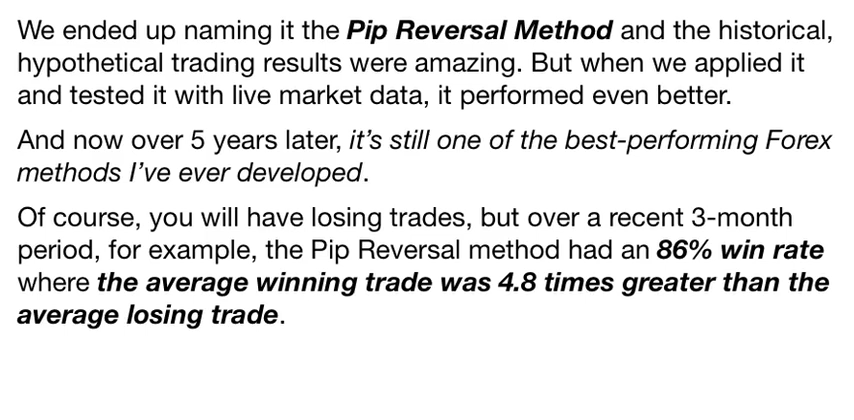 We ended up naming it the Pip Reversal Method and the historical,
hypothetical trading results were amazing. But when we applied it
and tested it with live market data, it performed even better.
And now over 5 years later, it’s still one of the best-performing Forex
methods I’ve ever developed.
Of course, you will have losing trades, but over a recent 3-month
period, for example, the Pip Reversal method had an 86% win rate
where the average winning trade was 4.8 times greater than the
average losing trade.